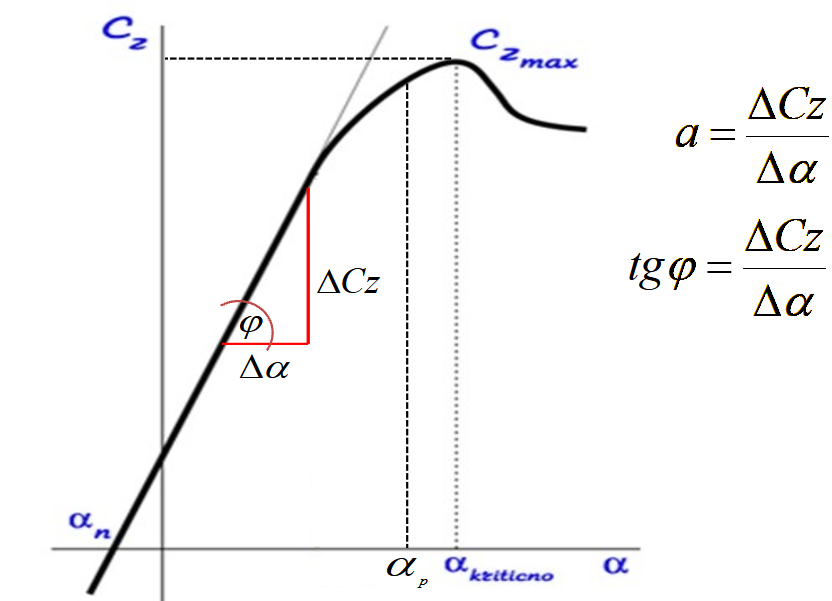 Cz
Czmax
a = ΔCz / Δα
tgφ = ΔCz / Δα
ΔCz
φ
Δα
αn
αp
αkriticno
α